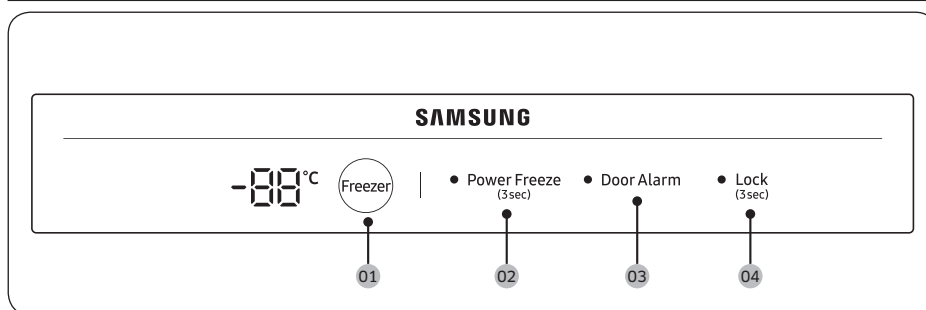 SAMSUNG
-88°C Freezer Power Freeze Door Alarm Lock
(3sec) (3sec)
01 02 03 04